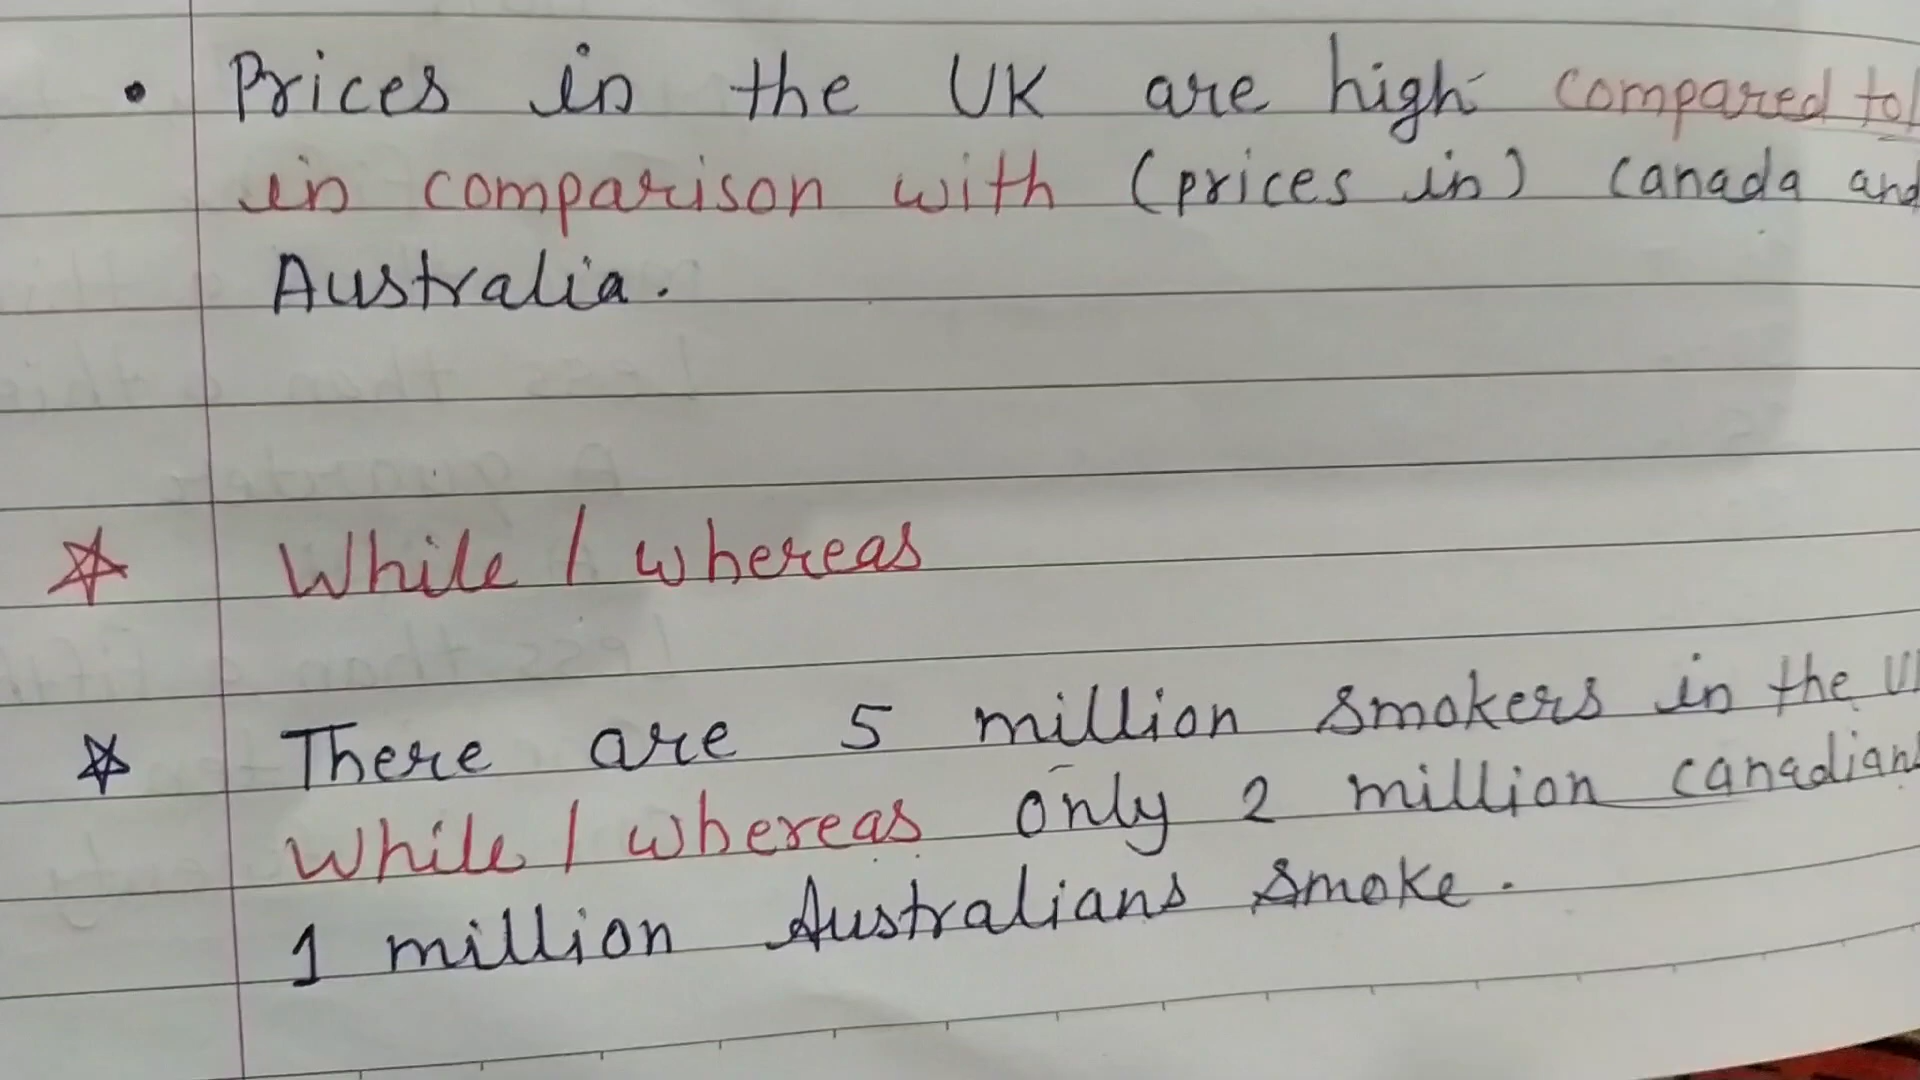 • Prices in the UK are high compared to/
in comparison with (prices in) Canada and
Australia.
☆ While / whereas
☆ There are 5 million smokers in the
While / whereas only 2 million canadians
1 million Australians smoke.